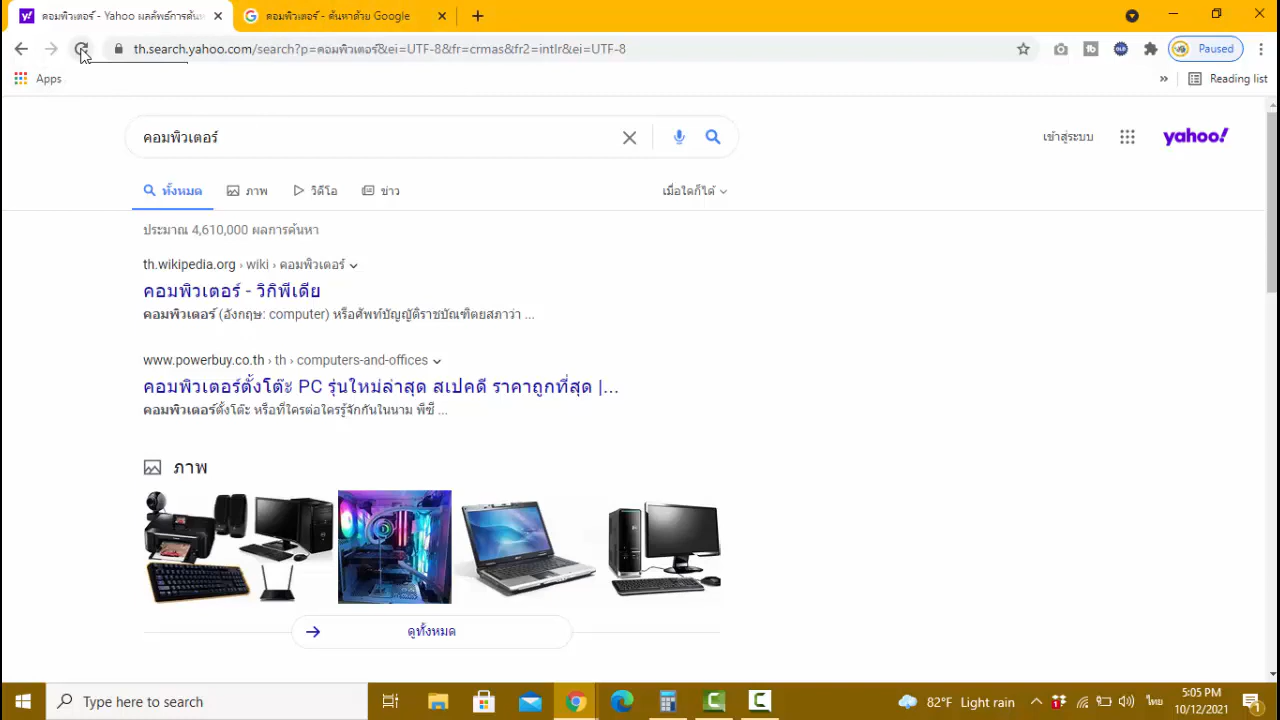 คอมพิวเตอร์ - Yahoo ผลลัพธ์การค้นห
คอมพิวเตอร์ - ค้นหาด้วย Google
th.search.yahoo.com/search?p=คอมพิวเตอร์&ei=UTF-8&fr=crmas&fr2=intlr&ei=UTF-8
Paused
Apps
» Reading list
คอมพิวเตอร์
เข้าสู่ระบบ
yahoo!
ทั้งหมด ภาพ วิดีโอ ข่าว เมื่อใดก็ได้
ประมาณ 4,610,000 ผลการค้นหา
th.wikipedia.org › wiki › คอมพิวเตอร์
คอมพิวเตอร์ - วิกิพีเดีย
คอมพิวเตอร์ (อังกฤษ: computer) หรือศัพท์บัญญัติราชบัณฑิตยสภาว่า ...
www.powerbuy.co.th › th › computers-and-offices
คอมพิวเตอร์ตั้งโต๊ะ PC รุ่นใหม่ล่าสุด สเปคดี ราคาถูกที่สุด |...
คอมพิวเตอร์ตั้งโต๊ะ หรือที่ใครต่อใครรู้จักกันในนาม พีซี ...
ภาพ
ดูทั้งหมด
Type here to search
82°F Light rain
ไทย
5:05 PM
10/12/2021